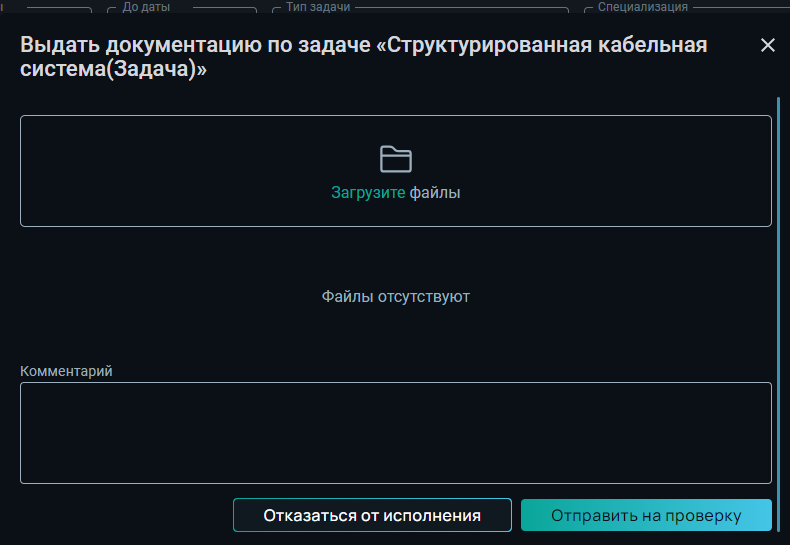 ы До даты Тип задачи Специализация
Выдать документацию по задаче «Структурированная кабельная
система(Задача)»
Загрузите файлы
Файлы отсутствуют
Комментарий
Отказаться от исполнения Отправить на проверку